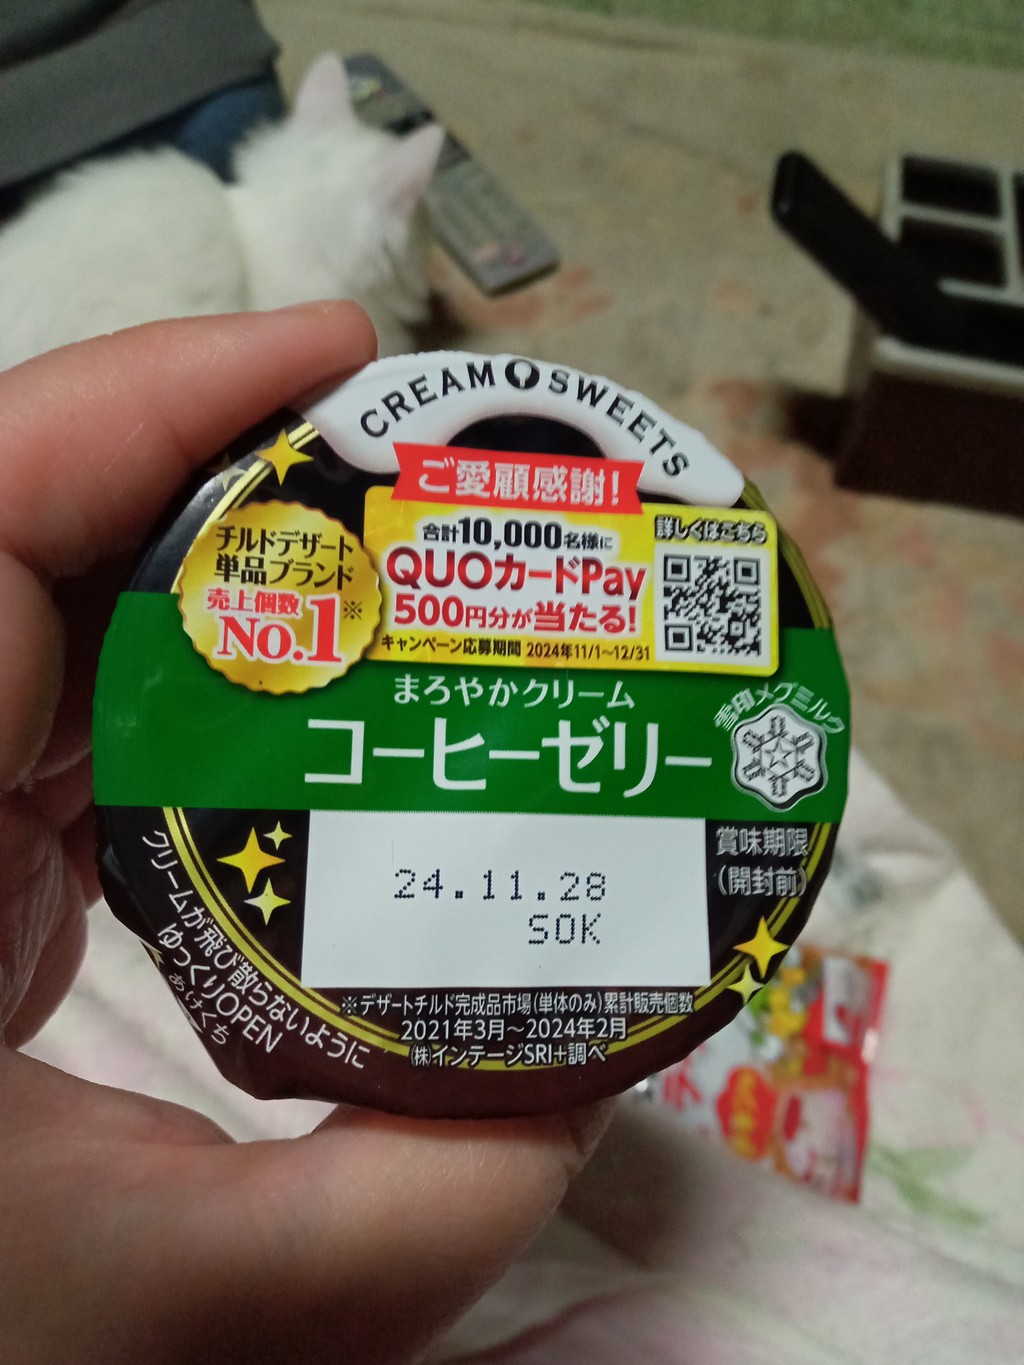 CREAM SWEETS
ご愛顧感謝!
チルドデザート
単品ブランド
売上個数
No.1※
合計10,000名様に
QUOカードPay
500円分が当たる!
キャンペーン応募期間 2024年11/1~12/31
詳しくはこちら
まろやかクリーム
コーヒーゼリー
雪印メグミルク
賞味期限
(開封前)
24.11.28
SOK
クリームが飛び散らないように
ゆっくりOPEN
あけくち
※デザートチルド完成品市場(単体のみ)累計販売個数
2021年3月~2024年2月
(株)インテージSRI+調べ